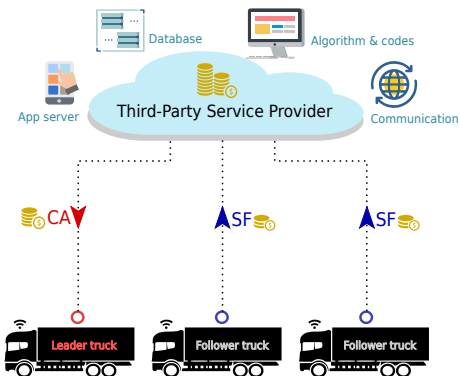 Database
Algorithm & codes
App server
Third-Party Service Provider
Communication
CA
SF
SF
Leader truck
Follower truck
Follower truck